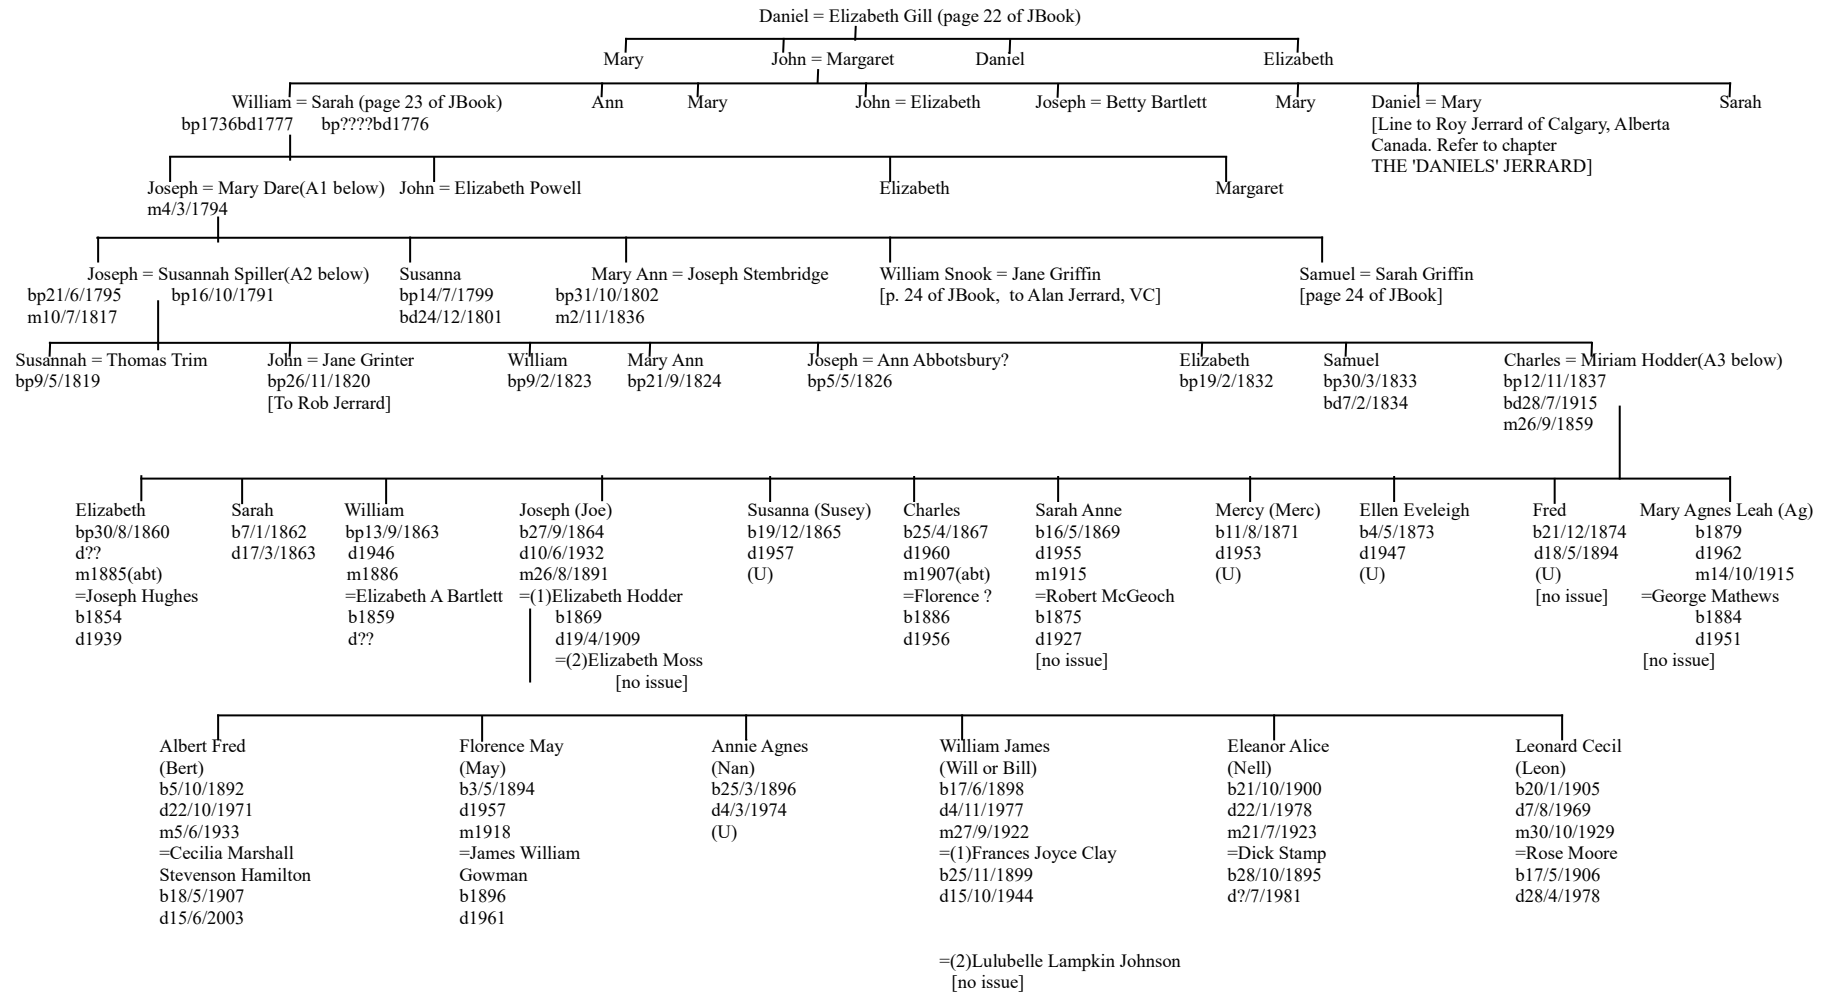 Daniel = Elizabeth Gill (page 22 of JBook)
Mary John = Margaret Daniel Elizabeth
William = Sarah (page 23 of JBook) Ann Mary John = Elizabeth Joseph = Betty Bartlett Mary Daniel = Mary Sarah
bp1736bd1777 bp????bd1776 [Line to Roy Jerrard of Calgary, Alberta
Canada. Refer to chapter
THE 'DANIELS' JERRARD]
Joseph = Mary Dare(A1 below) John = Elizabeth Powell Elizabeth Margaret
m4/3/1794
Joseph = Susannah Spiller(A2 below) Susanna Mary Ann = Joseph Stembridge William Snook = Jane Griffin Samuel = Sarah Griffin
bp21/6/1795 bp16/10/1791 bp14/7/1799 bp31/10/1802 [p. 24 of JBook, to Alan Jerrard, VC] [page 24 of JBook]
m10/7/1817 bd24/12/1801 m2/11/1836
Susannah = Thomas Trim John = Jane Grinter William Mary Ann Joseph = Ann Abbotsbury? Elizabeth Samuel Charles = Miriam Hodder(A3 below)
bp9/5/1819 bp26/11/1820 bp9/2/1823 bp21/9/1824 bp5/5/1826 bp19/2/1832 bp30/3/1833 bp12/11/1837
[To Rob Jerrard] bd7/2/1834 bd28/7/1915
m26/9/1859
Elizabeth Sarah William Joseph (Joe) Susanna (Susey) Charles Sarah Anne Mercy (Merc) Ellen Eveleigh Fred Mary Agnes Leah (Ag)
bp30/8/1860 b7/1/1862 bp13/9/1863 b27/9/1864 b19/12/1865 b25/4/1867 b16/5/1869 b11/8/1871 b4/5/1873 b21/12/1874 b1879
d?? d17/3/1863 d1946 d10/6/1932 d1957 d1960 d1955 d1953 d1947 d18/5/1894 d1962
m1885(abt) m1886 m26/8/1891 (U) m1907(abt) m1915 (U) (U) (U) m14/10/1915
=Joseph Hughes =Elizabeth A Bartlett =(1)Elizabeth Hodder =Florence ? =Robert McGeoch [no issue] =George Mathews
b1854 b1859 b1869 b1886 b1875 b1884
d1939 d?? d19/4/1909 d1956 d1927 d1951
=(2)Elizabeth Moss [no issue] [no issue]
[no issue]
Albert Fred Florence May Annie Agnes William James Eleanor Alice Leonard Cecil
(Bert) (May) (Nan) (Will or Bill) (Nell) (Leon)
b5/10/1892 b3/5/1894 b25/3/1896 b17/6/1898 b21/10/1900 b20/1/1905
d22/10/1971 d1957 d4/3/1974 d4/11/1977 d22/1/1978 d7/8/1969
m5/6/1933 m1918 (U) m27/9/1922 m21/7/1923 m30/10/1929
=Cecilia Marshall =James William =(1)Frances Joyce Clay =Dick Stamp =Rose Moore
Stevenson Hamilton Gowman b25/11/1899 b28/10/1895 b17/5/1906
b18/5/1907 b1896 d15/10/1944 d?/7/1981 d28/4/1978
d15/6/2003 d1961
=(2)Lulubelle Lampkin Johnson
[no issue]